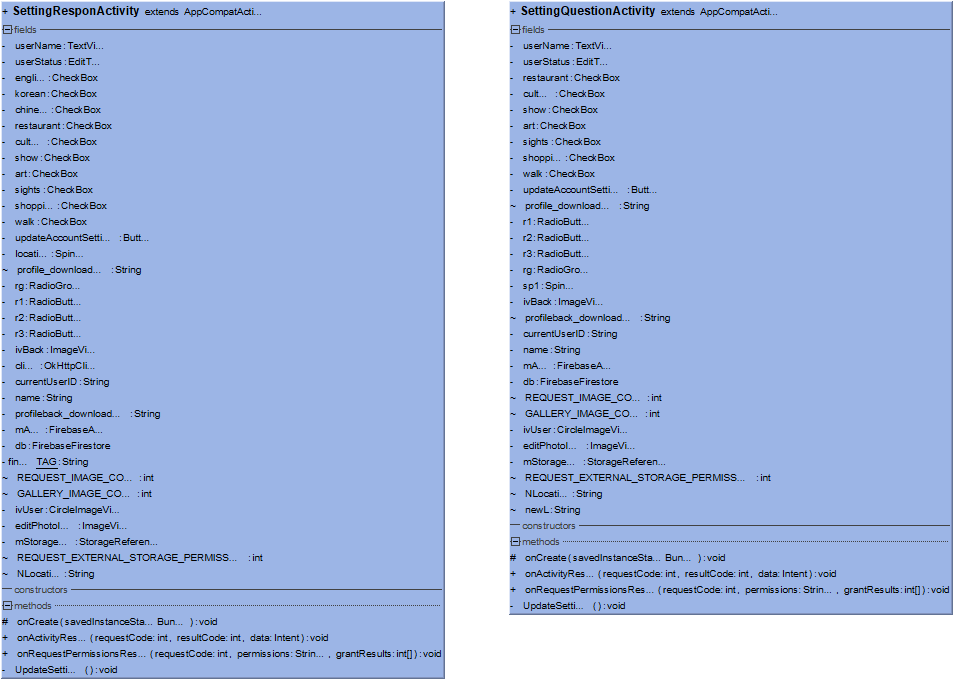 + SettingResponActivity extends AppCompatActi...
fields
- userName : TextVi...
- userStatus : EditT...
- engli... : CheckBox
- korean : CheckBox
- chine... : CheckBox
- restaurant : CheckBox
- cult... : CheckBox
- show : CheckBox
- art : CheckBox
- sights : CheckBox
- shoppi... : CheckBox
- walk : CheckBox
- updateAccountSetti... : Butt...
- locati... : Spin...
~ profile_download... : String
- rg : RadioGro...
- r1 : RadioButt...
- r2 : RadioButt...
- r3 : RadioButt...
- ivBack : ImageVi...
- cli... : OkHttpCli...
- currentUserID : String
- name : String
- profileback_download... : String
- mA... : FirebaseA...
- db : FirebaseFirestore
- fin... TAG : String
~ REQUEST_IMAGE_CO... : int
~ GALLERY_IMAGE_CO... : int
- ivUser : CircleImageVi...
- editPhotoI... : ImageVi...
- mStorage... : StorageReferen...
~ REQUEST_EXTERNAL_STORAGE_PERMISS... : int
~ NLocati... : String
constructors
methods
# onCreate ( savedInstanceSta... Bun... ) : void
+ onActivityRes... ( requestCode: int , resultCode: int , data: Intent ) : void
+ onRequestPermissionsRes... ( requestCode: int , permissions: Strin... , grantResults: int[] ) : void
- UpdateSetti... ( ) : void
+ SettingQuestionActivity extends AppCompatActi...
fields
- userName : TextVi...
- userStatus : EditT...
- restaurant : CheckBox
- cult... : CheckBox
- show : CheckBox
- art : CheckBox
- sights : CheckBox
- shoppi... : CheckBox
- walk : CheckBox
- updateAccountSetti... : Butt...
~ profile_download... : String
- r1 : RadioButt...
- r2 : RadioButt...
- r3 : RadioButt...
- rg : RadioGro...
- sp1 : Spin...
- ivBack : ImageVi...
~ profileback_download... : String
- currentUserID : String
- name : String
- mA... : FirebaseA...
- db : FirebaseFirestore
~ REQUEST_IMAGE_CO... : int
~ GALLERY_IMAGE_CO... : int
- ivUser : CircleImageVi...
- editPhotoI... : ImageVi...
- mStorage... : StorageReferen...
~ REQUEST_EXTERNAL_STORAGE_PERMISS... : int
~ NLocati... : String
~ newL : String
constructors
methods
# onCreate ( savedInstanceSta... Bun... ) : void
+ onActivityRes... ( requestCode: int , resultCode: int , data: Intent ) : void
+ onRequestPermissionsRes... ( requestCode: int , permissions: Strin... , grantResults: int[] ) : void
- UpdateSetti... ( ) : void